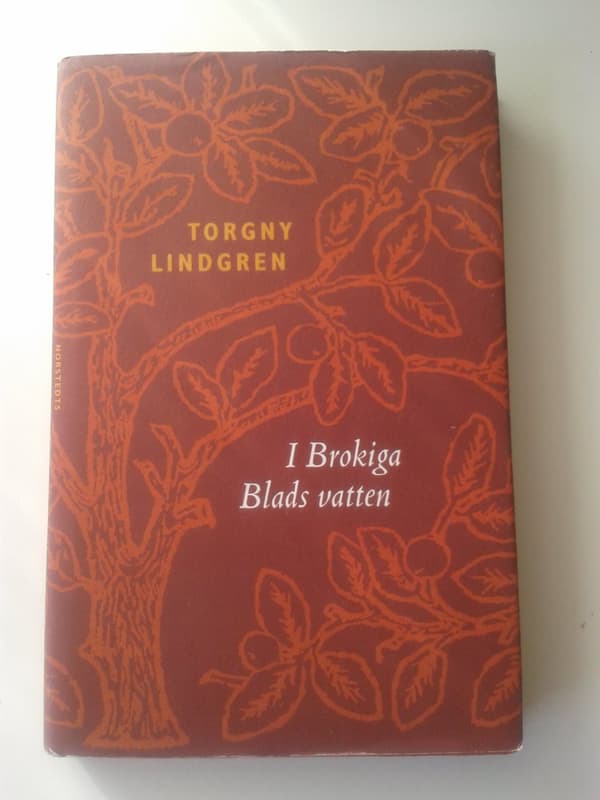 TORGNY
LINDGREN
NORSTEDTS
I Brokiga
Blads vatten